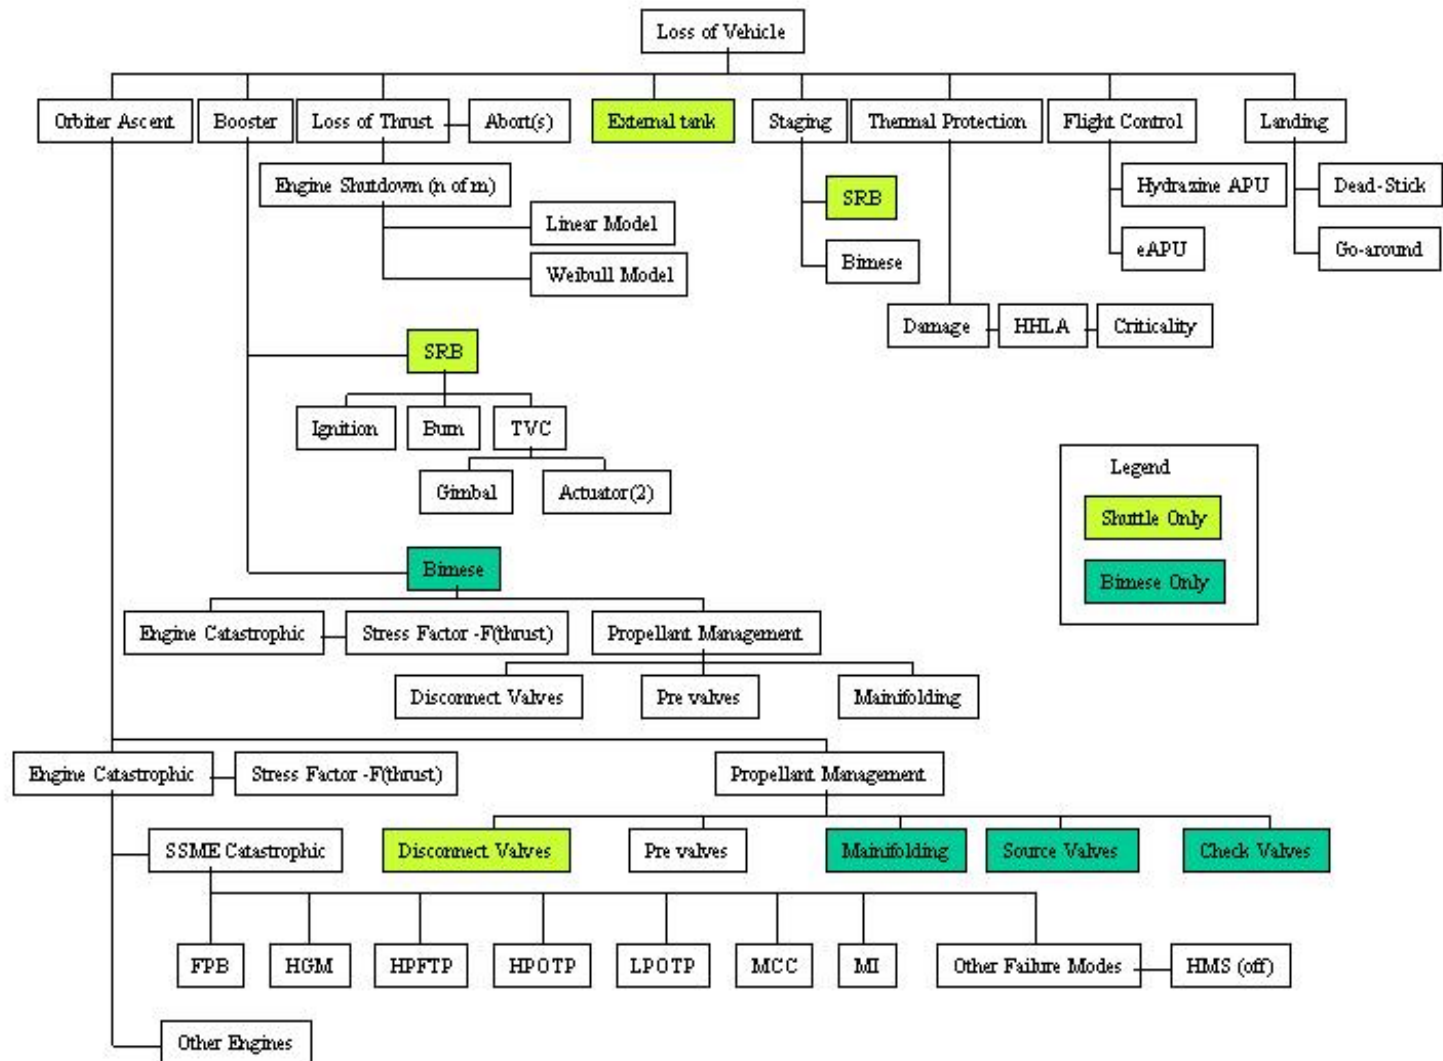 Loss of Vehicle
Orbiter Ascent
Booster
Loss of Thrust
Abort(s)
External tank
Staging
Thermal Protection
Flight Control
Landing
Engine Shutdown (n of m)
SRB
Hydrazine APU
Dead-Stick
Linear Model
Bimese
eAPU
Go-around
Weibull Model
Damage
HHLA
Criticality
SRB
Ignition
Burn
TVC
Gimbal
Actuator(2)
Legend
Shuttle Only
Bimese Only
Bimese
Engine Catastrophic
Stress Factor -F(thrust)
Propellant Management
Disconnect Valves
Pre valves
Mainifolding
Engine Catastrophic
Stress Factor -F(thrust)
Propellant Management
SSME Catastrophic
Disconnect Valves
Pre valves
Mainifolding
Source Valves
Check Valves
FPB
HGM
HPFTP
HPOTP
LPOTP
MCC
MI
Other Failure Modes
HMS (off)
Other Engines